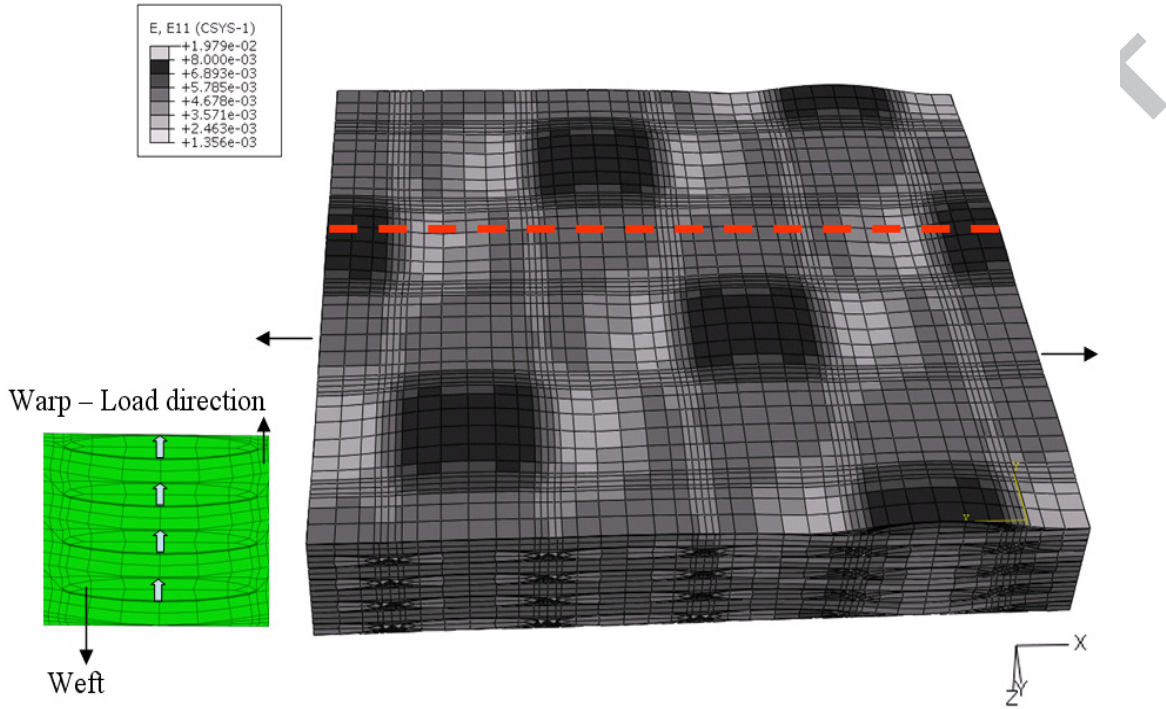 E, E11 (CSYS-1)
+1.979e-02
+8.000e-03
+6.893e-03
+5.785e-03
+4.678e-03
+3.571e-03
+2.463e-03
+1.356e-03
Warp – Load direction
Weft
Y
Y
X
Y
Z